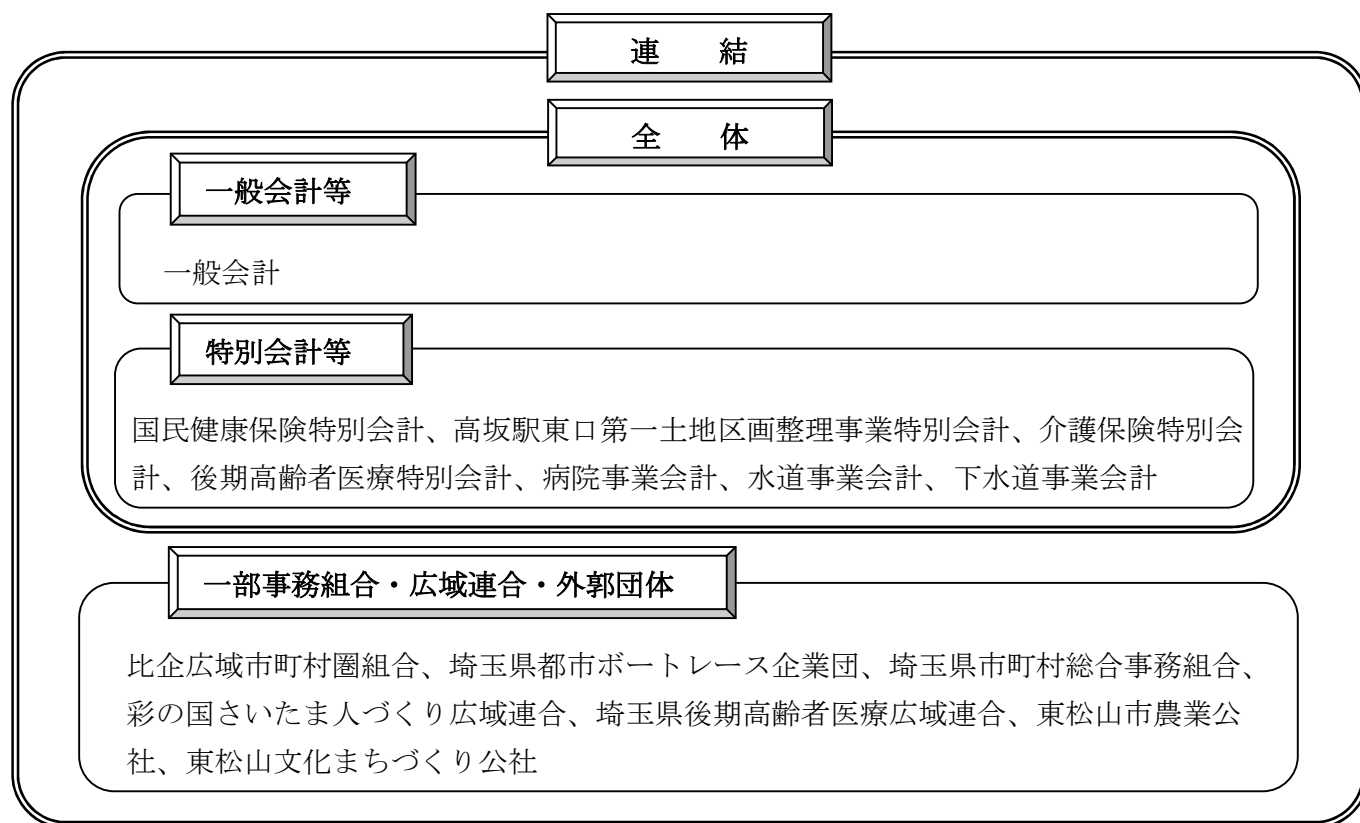 連　結
全　体
一般会計等
一般会計
特別会計等
国民健康保険特別会計、高坂駅東口第一土地区画整理事業特別会計、介護保険特別会
計、後期高齢者医療特別会計、病院事業会計、水道事業会計、下水道事業会計
一部事務組合・広域連合・外郭団体
比企広域市町村圏組合、埼玉県都市ボートレース企業団、埼玉県市町村総合事務組合、
彩の国さいたま人づくり広域連合、埼玉県後期高齢者医療広域連合、東松山市農業公
社、東松山文化まちづくり公社